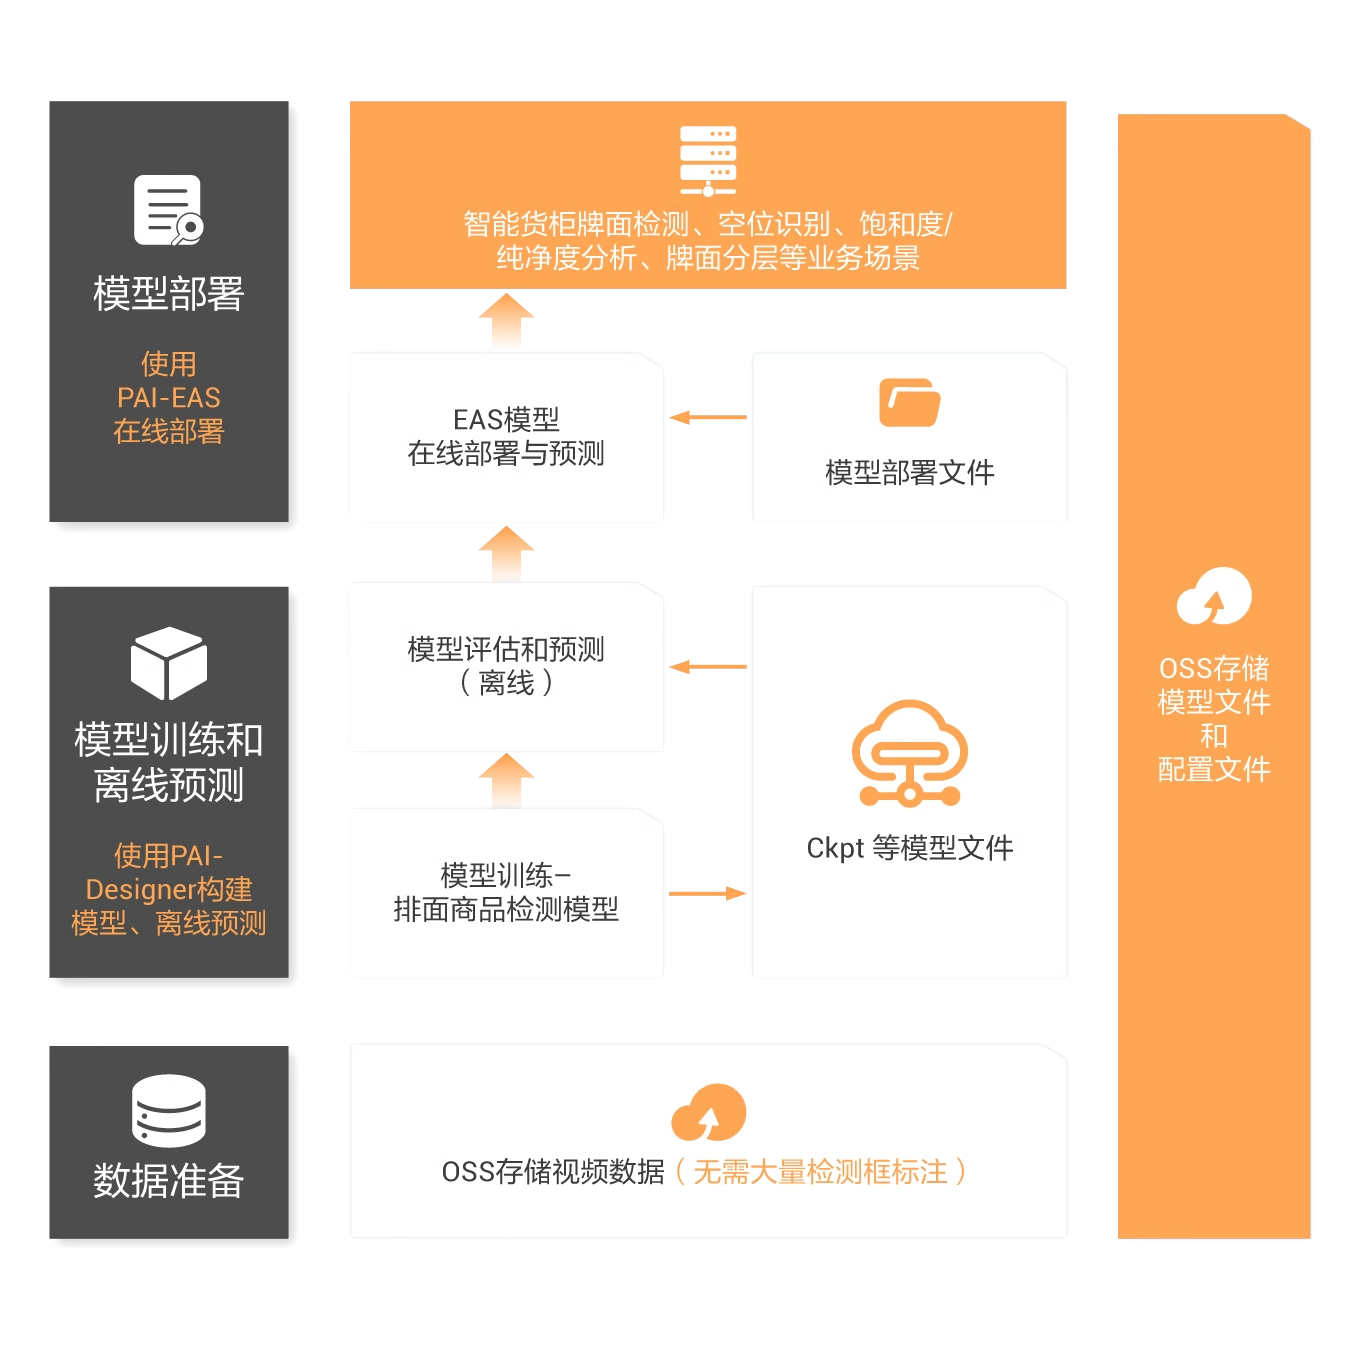 模型部署
使用
PAI-EAS
在线部署
智能货柜牌面检测、空位识别、饱和度/
纯净度分析、牌面分层等业务场景
EAS模型
在线部署与预测
模型部署文件
模型训练和
离线预测
使用PAI-
Designer构建
模型、离线预测
模型评估和预测
（离线）
模型训练–
排面商品检测模型
Ckpt 等模型文件
数据准备
OSS存储视频数据（无需大量检测框标注）
OSS存储
模型文件
和
配置文件